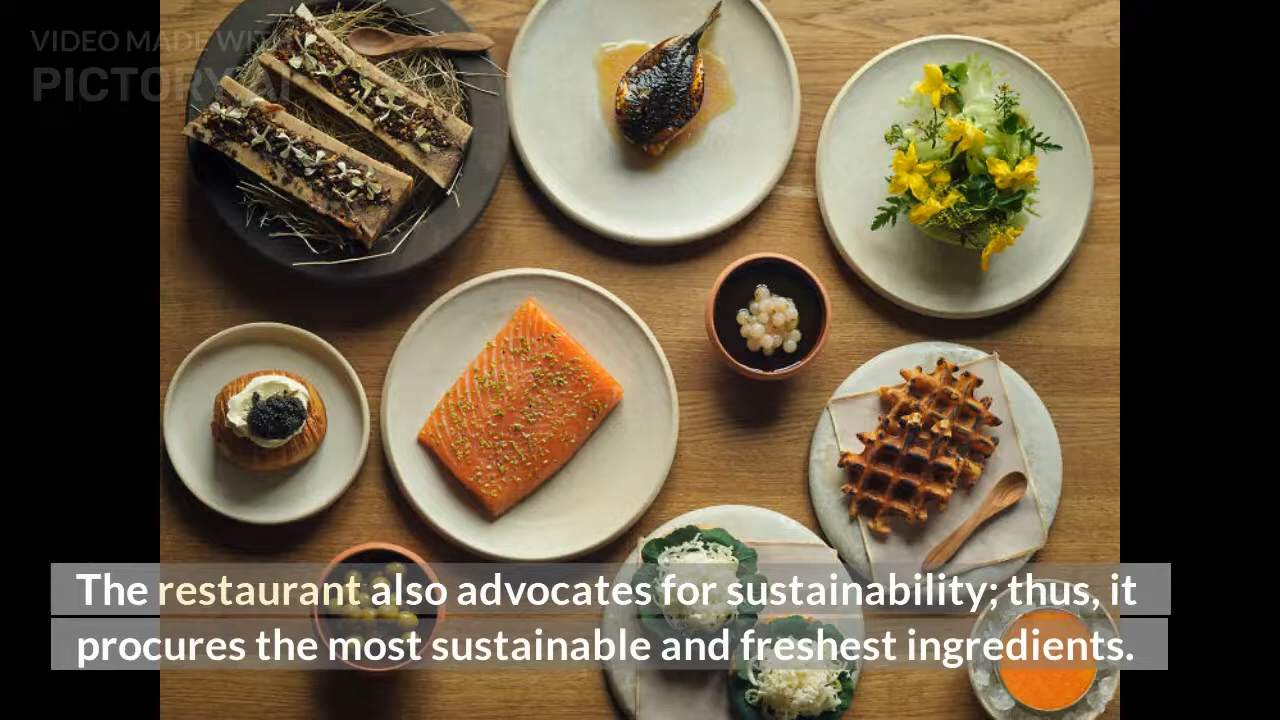 VIDEO MADE WITH
PICTORY.AI
The restaurant also advocates for sustainability; thus, it
procures the most sustainable and freshest ingredients.